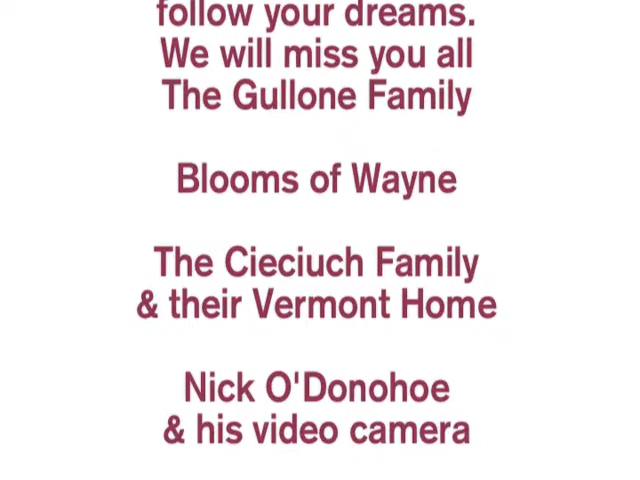 follow your dreams.
We will miss you all
The Gullone Family
Blooms of Wayne
The Cieciuch Family
& their Vermont Home
Nick O'Donohoe
& his video camera